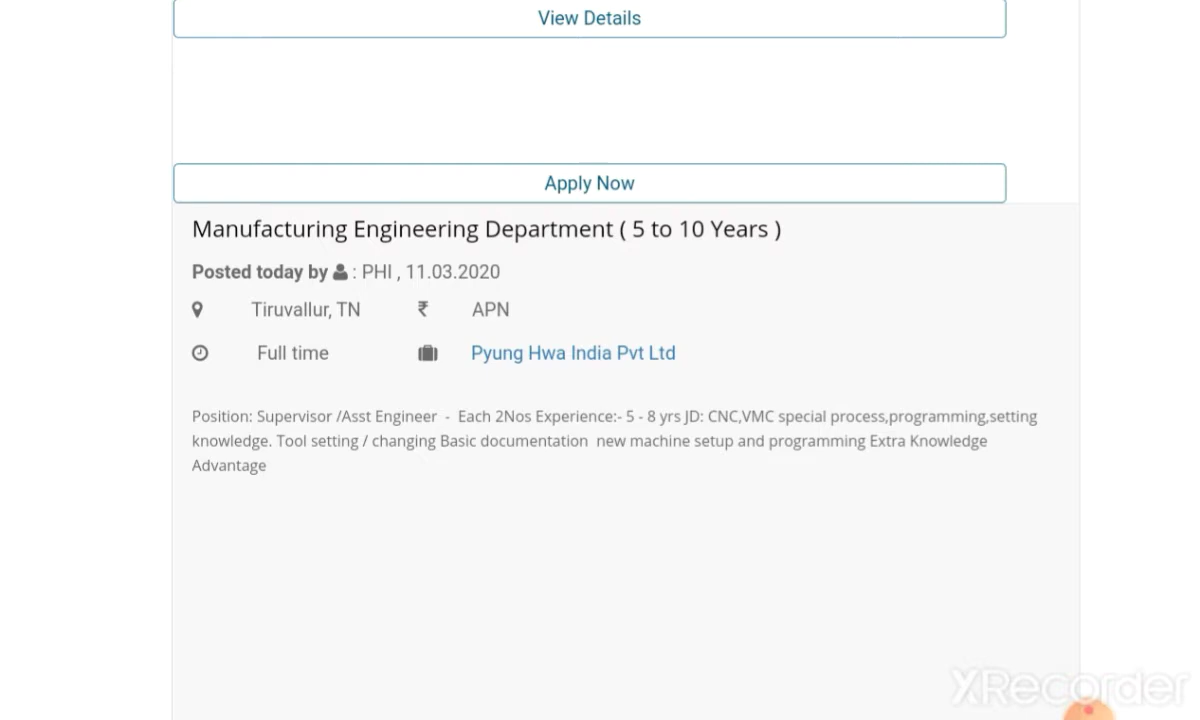 View Details
Apply Now
Manufacturing Engineering Department ( 5 to 10 Years )
Posted today by : PHI , 11.03.2020
Tiruvallur, TN ₹ APN
Full time Pyung Hwa India Pvt Ltd
Position: Supervisor /Asst Engineer - Each 2Nos Experience:- 5 - 8 yrs JD: CNC,VMC special process,programming,setting
knowledge. Tool setting / changing Basic documentation new machine setup and programming Extra Knowledge
Advantage
XRecorder